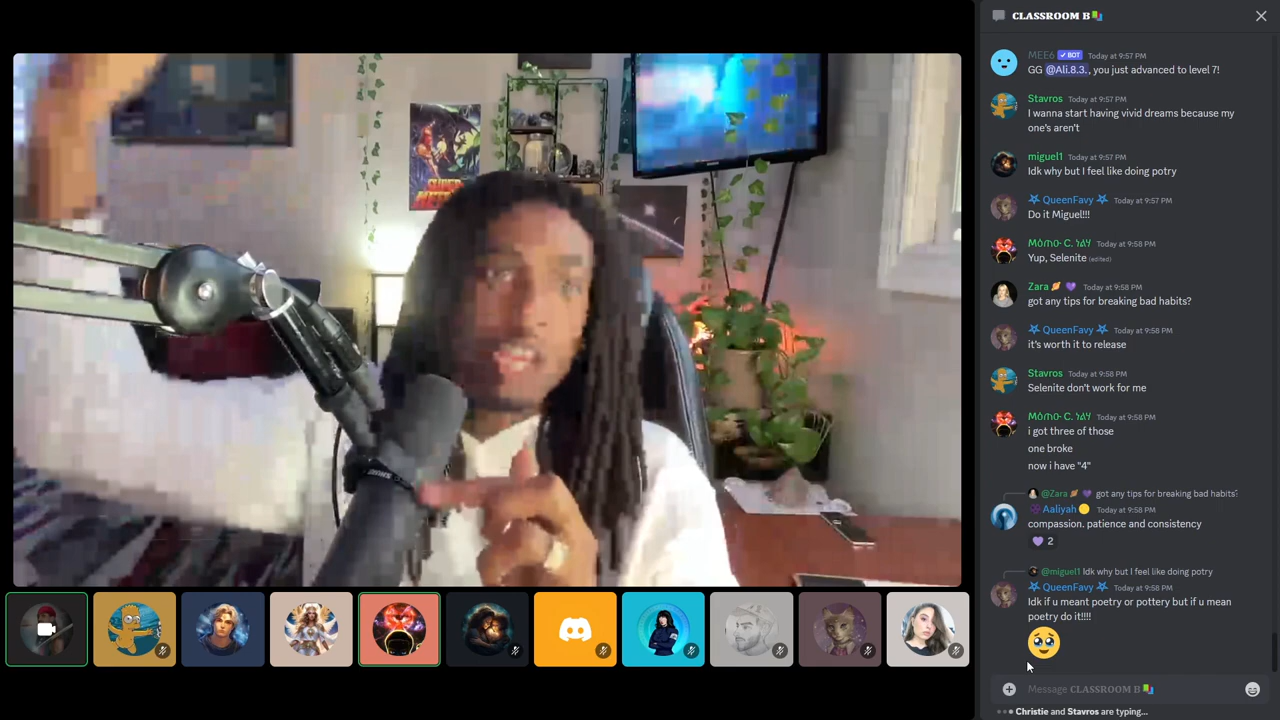 CLASSROOM B
MEE6 BOT Today at 9:57 PM
GG @Ali.8.3., you just advanced to level 7!
Stavros Today at 9:57 PM
I wanna start having vivid dreams because my
one's aren't
miguel1 Today at 9:57 PM
Idk why but I feel like doing potry
QueenFavy Today at 9:57 PM
Do it Miguel!!!
Today at 9:58 PM
Yup, Selenite (edited)
Zara Today at 9:58 PM
got any tips for breaking bad habits?
QueenFavy Today at 9:58 PM
it's worth it to release
Stavros Today at 9:58 PM
Selenite don't work for me
Today at 9:58 PM
i got three of those
one broke
now i have "4"
@Zara got any tips for breaking bad habits?
Aaliyah Today at 9:58 PM
compassion. patience and consistency
2
@miguel1 Idk why but I feel like doing potry
QueenFavy Today at 9:58 PM
Idk if u meant poetry or pottery but if u mean
poetry do it!!!!
Message CLASSROOM B
Christie and Stavros are typing...